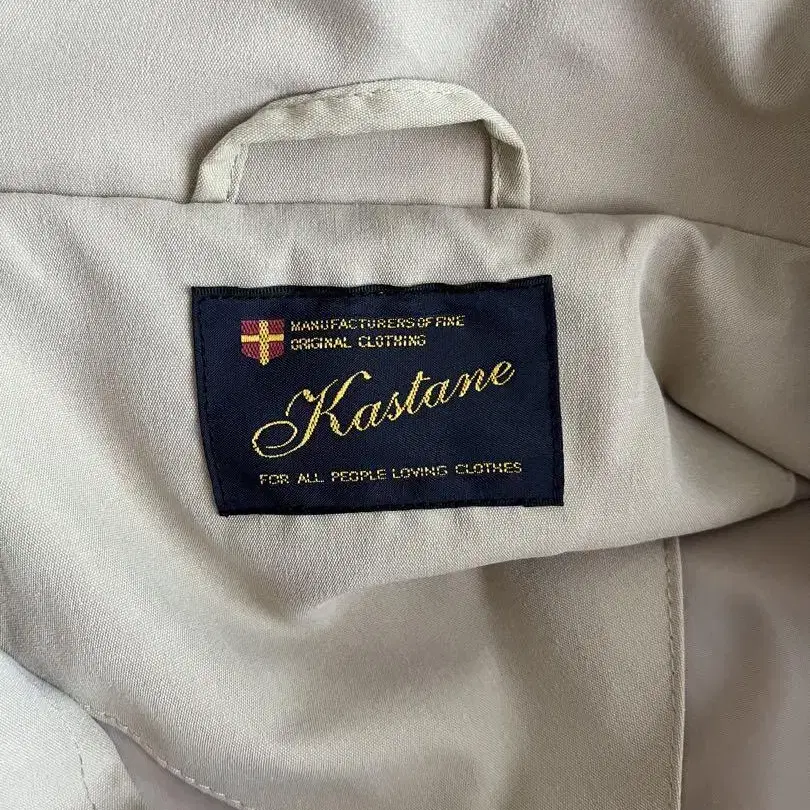 MANUFACTURERS OF FINE
ORIGINAL CLOTHING
Kastane
FOR ALL PEOPLE LOVING CLOTHES